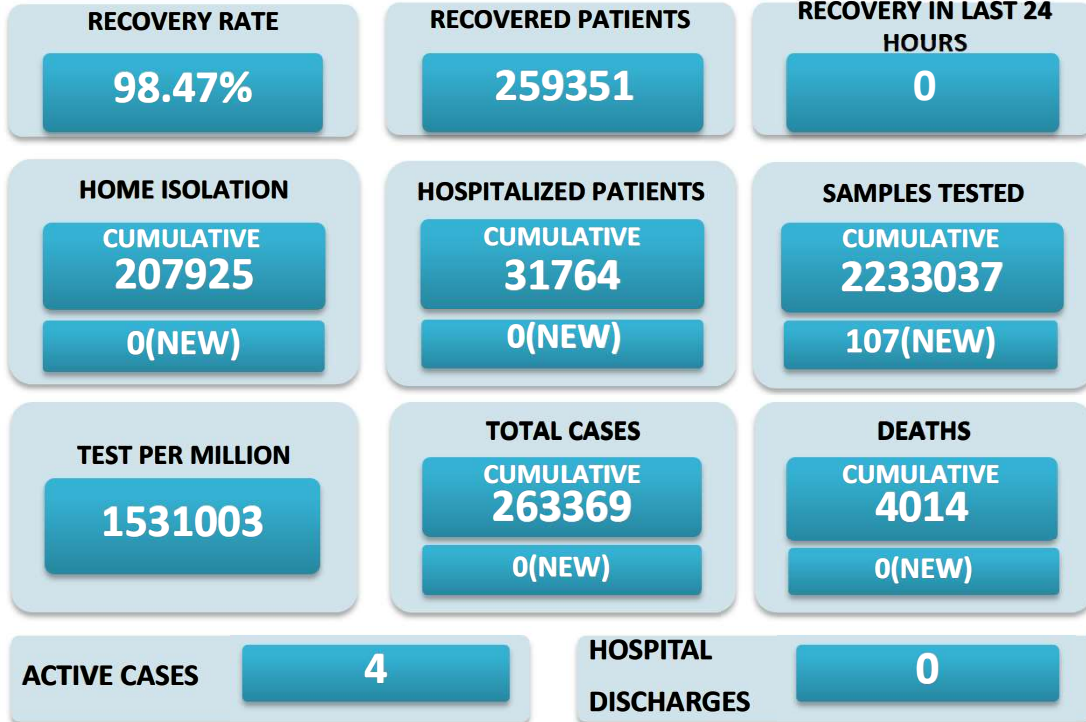 RECOVERY RATE
98.47%
RECOVERED PATIENTS
259351
RECOVERY IN LAST 24
HOURS
0
HOME ISOLATION
CUMULATIVE
207925
0(NEW)
HOSPITALIZED PATIENTS
CUMULATIVE
31764
0(NEW)
SAMPLES TESTED
CUMULATIVE
2233037
107(NEW)
TEST PER MILLION
1531003
TOTAL CASES
CUMULATIVE
263369
0(NEW)
DEATHS
CUMULATIVE
4014
0(NEW)
ACTIVE CASES
4
HOSPITAL
DISCHARGES
0